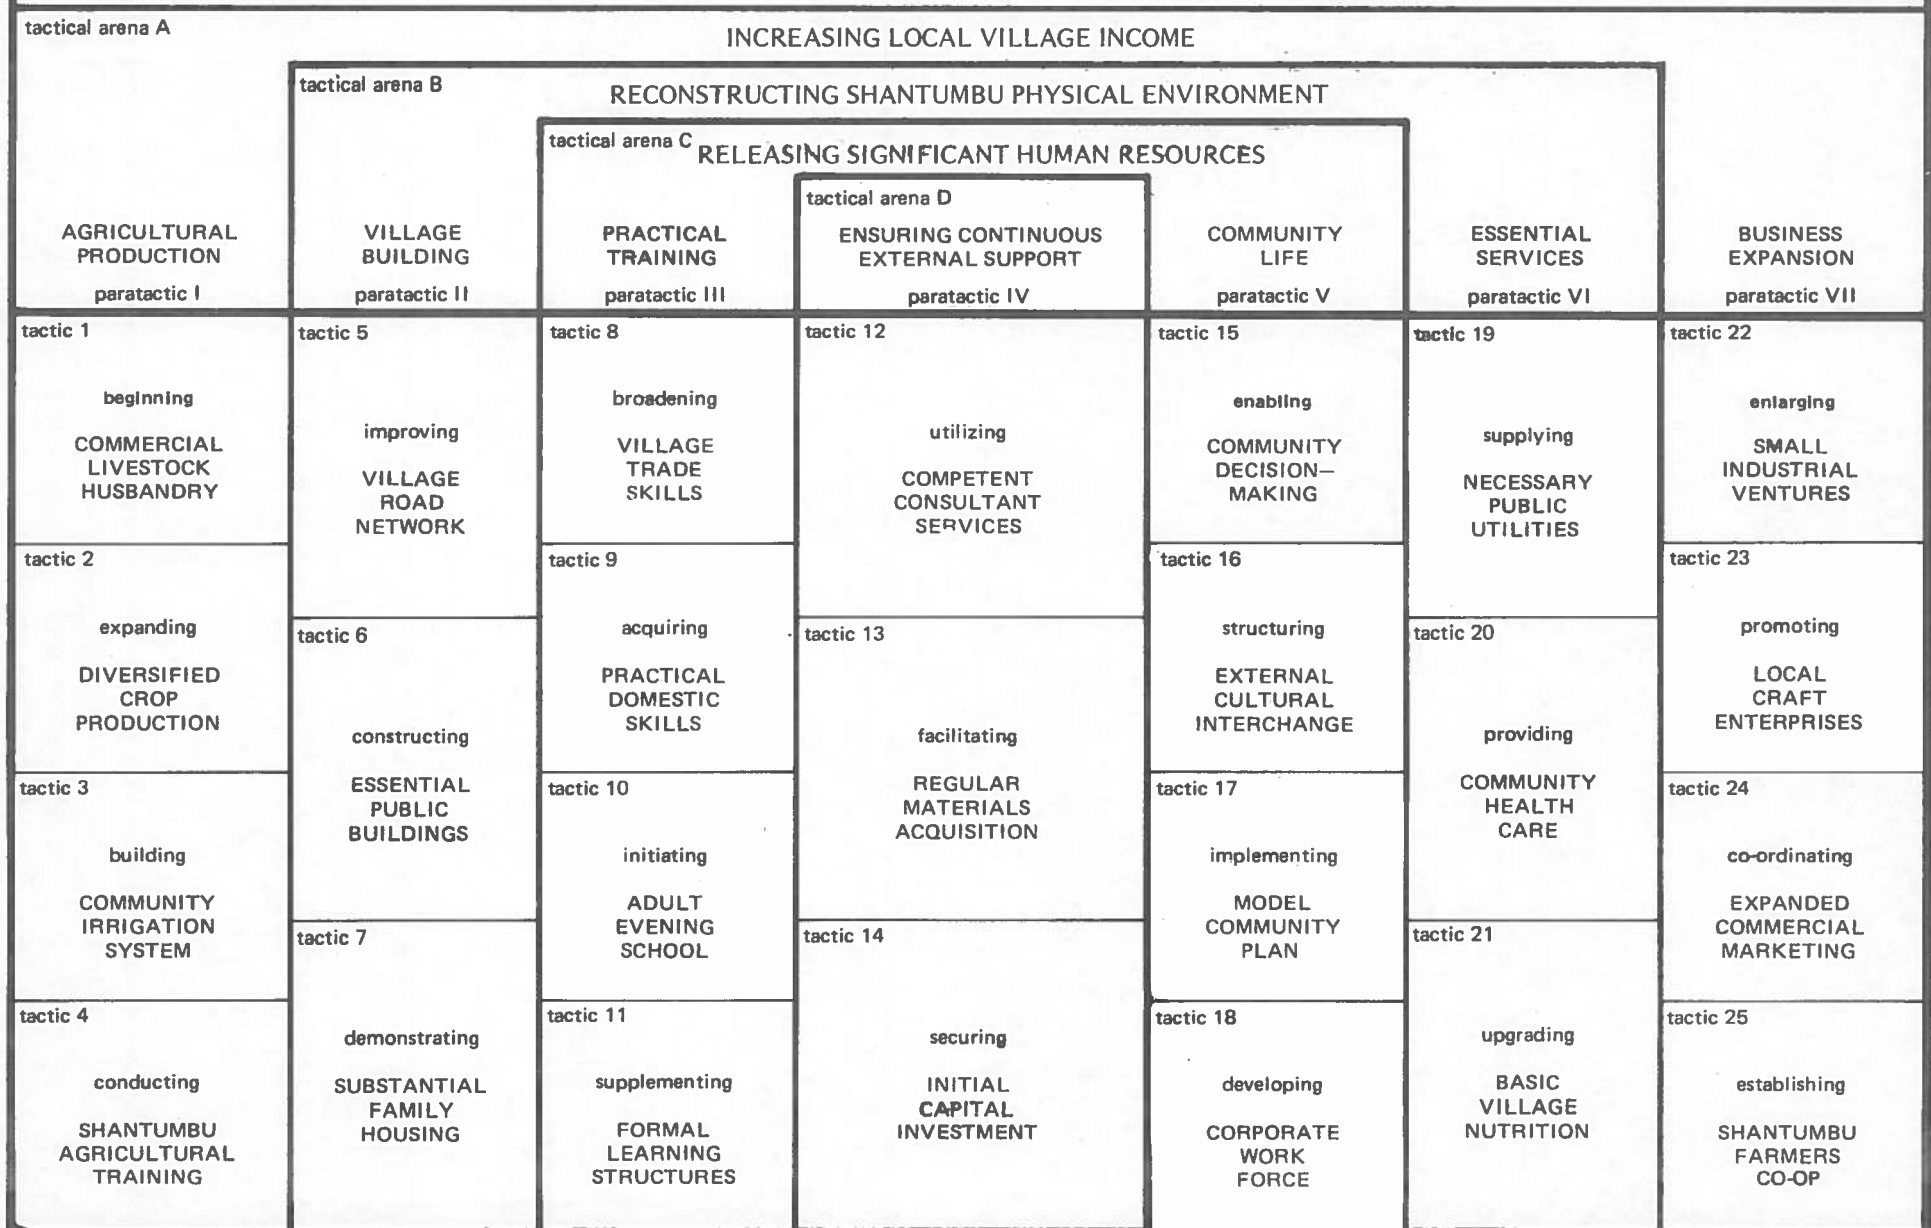 tactical arena A
INCREASING LOCAL VILLAGE INCOME
tactical arena B
RECONSTRUCTING SHANTUMBU PHYSICAL ENVIRONMENT
tactical arena C
RELEASING SIGNIFICANT HUMAN RESOURCES
tactical arena D
AGRICULTURAL
PRODUCTION
paratactic I
VILLAGE
BUILDING
paratactic II
PRACTICAL
TRAINING
paratactic III
ENSURING CONTINUOUS
EXTERNAL SUPPORT
paratactic IV
COMMUNITY
LIFE
paratactic V
ESSENTIAL
SERVICES
paratactic VI
BUSINESS
EXPANSION
paratactic VII
tactic 1
beginning
COMMERCIAL
LIVESTOCK
HUSBANDRY
tactic 2
expanding
DIVERSIFIED
CROP
PRODUCTION
tactic 3
building
COMMUNITY
IRRIGATION
SYSTEM
tactic 4
conducting
SHANTUMBU
AGRICULTURAL
TRAINING
tactic 5
improving
VILLAGE
ROAD
NETWORK
tactic 6
constructing
ESSENTIAL
PUBLIC
BUILDINGS
tactic 7
demonstrating
SUBSTANTIAL
FAMILY
HOUSING
tactic 8
broadening
VILLAGE
TRADE
SKILLS
tactic 9
acquiring
PRACTICAL
DOMESTIC
SKILLS
tactic 10
initiating
ADULT
EVENING
SCHOOL
tactic 11
supplementing
FORMAL
LEARNING
STRUCTURES
tactic 12
utilizing
COMPETENT
CONSULTANT
SERVICES
tactic 13
facilitating
REGULAR
MATERIALS
ACQUISITION
tactic 14
securing
INITIAL
CAPITAL
INVESTMENT
tactic 15
enabling
COMMUNITY
DECISION—
MAKING
tactic 16
structuring
EXTERNAL
CULTURAL
INTERCHANGE
tactic 17
implementing
MODEL
COMMUNITY
PLAN
tactic 18
developing
CORPORATE
WORK
FORCE
tactic 19
supplying
NECESSARY
PUBLIC
UTILITIES
tactic 20
providing
COMMUNITY
HEALTH
CARE
tactic 21
upgrading
BASIC
VILLAGE
NUTRITION
tactic 22
enlarging
SMALL
INDUSTRIAL
VENTURES
tactic 23
promoting
LOCAL
CRAFT
ENTERPRISES
tactic 24
co-ordinating
EXPANDED
COMMERCIAL
MARKETING
tactic 25
establishing
SHANTUMBU
FARMERS
CO-OP